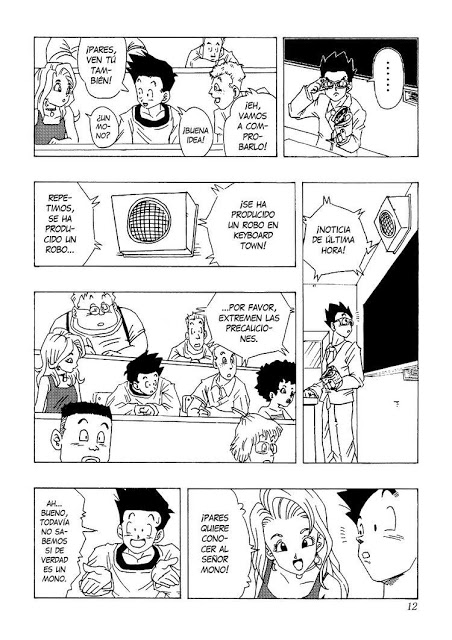 ......
¡EH,
VAMOS
A COM-
PRO-
BARLO!
¡BUENA
IDEA!
¡PARES,
VEN TÚ
TAM-
BIÉN!
¿UN
MO-
NO?
¡NOTICIA
DE ÚLTIMA
HORA!
¡SE HA
PRODUCIDO
UN ROBO EN
KEYBOARD
TOWN!
REPE-
TIMOS,
SE HA
PRODU-
CIDO UN
ROBO...
...POR FAVOR,
EXTREMEN LAS
PRECAUCIO-
NES.
¡PARES
QUIERE
CONO-
CER AL
SEÑOR
MONO!
AH...
BUENO,
TODAVÍA
NO SA-
BEMOS
SI DE
VERDAD
ES UN
MONO.
12